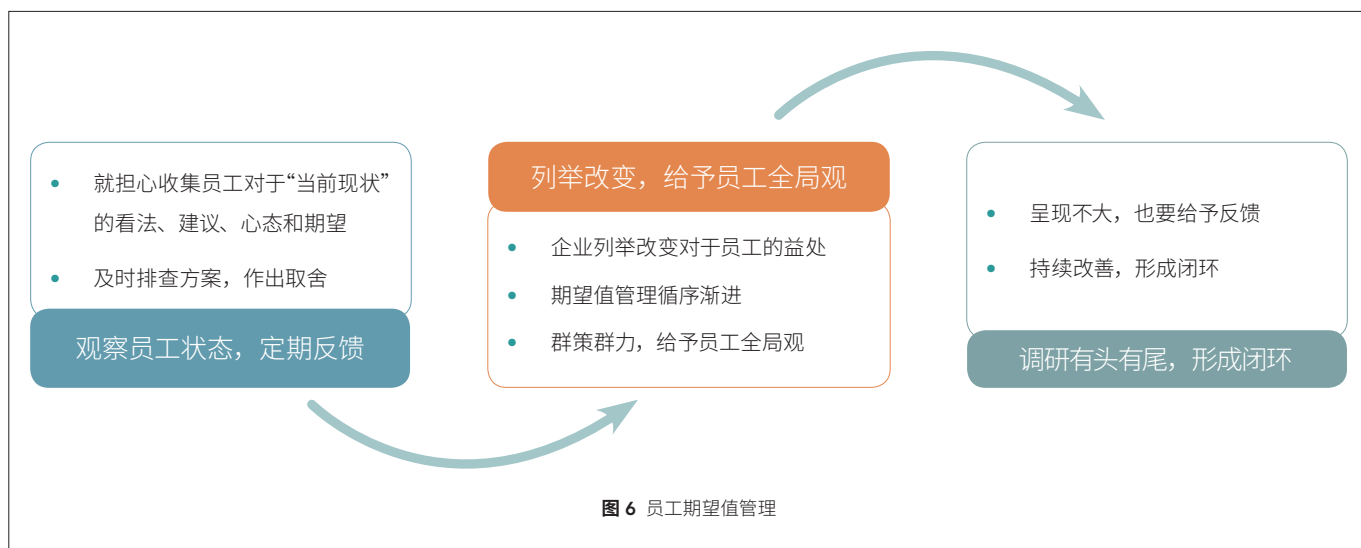 就担心收集员工对于“当前现状”
的看法、建议、心态和期望
及时排查方案，作出取舍
观察员工状态，定期反馈
列举改变，给予员工全局观
企业列举改变对于员工的益处
期望值管理循序渐进
群策群力，给予员工全局观
呈现不大，也要给予反馈
持续改善，形成闭环
调研有头有尾，形成闭环
图 6 员工期望值管理